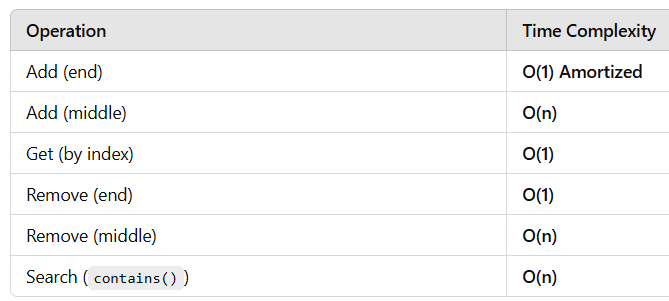 Operation Time Complexity
Add (end) O(1) Amortized
Add (middle) O(n)
Get (by index) O(1)
Remove (end) O(1)
Remove (middle) O(n)
Search (contains()) O(n)